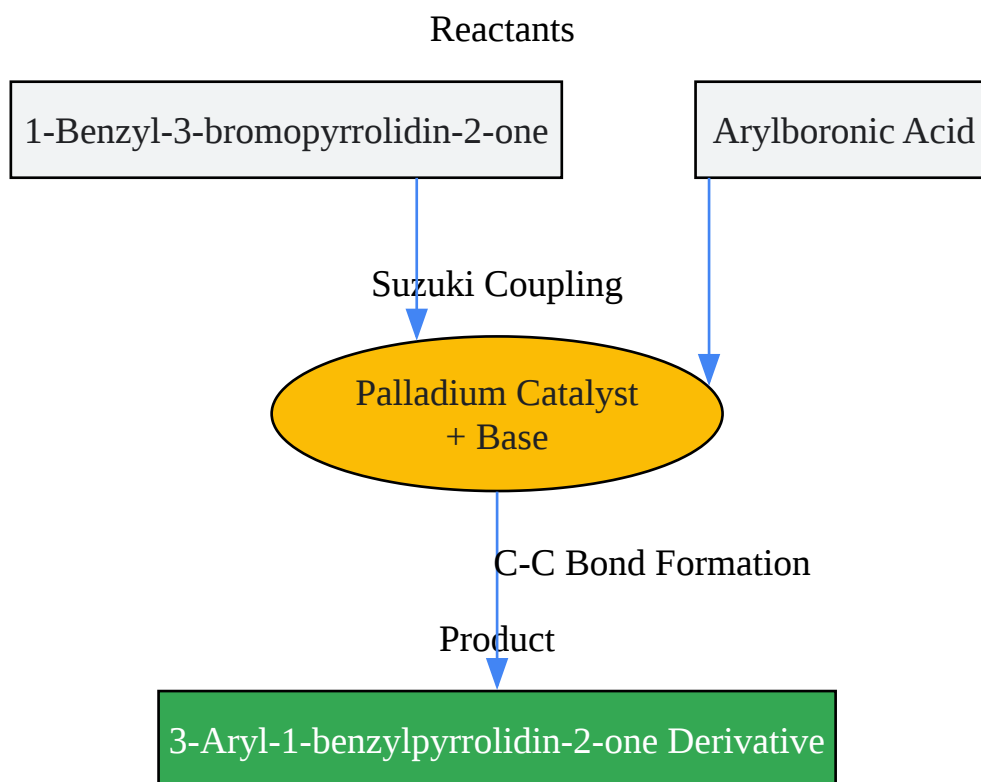 Reactants
1-Benzyl-3-bromopyrrolidin-2-one
Arylboronic Acid
Suzuki Coupling
Palladium Catalyst
+ Base
C-C Bond Formation
Product
3-Aryl-1-benzylpyrrolidin-2-one Derivative